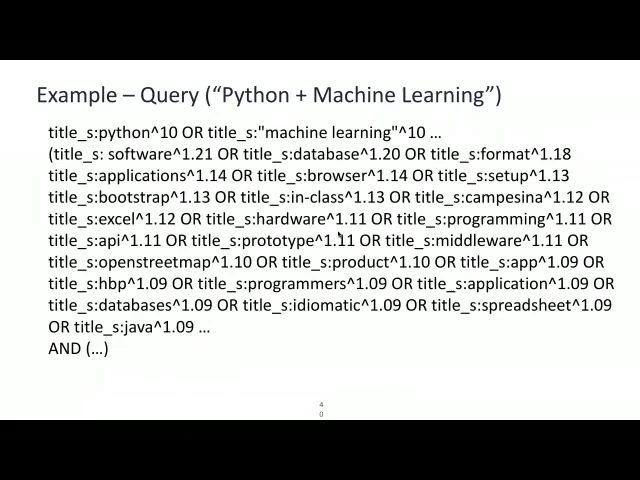 Example – Query (“Python + Machine Learning”)
title_s:python^10 OR title_s:"machine learning"^10 …
(title_s: software^1.21 OR title_s:database^1.20 OR title_s:format^1.18
title_s:applications^1.14 OR title_s:browser^1.14 OR title_s:setup^1.13
title_s:bootstrap^1.13 OR title_s:in-class^1.13 OR title_s:campesina^1.12 OR
title_s:excel^1.12 OR title_s:hardware^1.11 OR title_s:programming^1.11 OR
title_s:api^1.11 OR title_s:prototype^1.11 OR title_s:middleware^1.11 OR
title_s:openstreetmap^1.10 OR title_s:product^1.10 OR title_s:app^1.09 OR
title_s:hbp^1.09 OR title_s:programmers^1.09 OR title_s:application^1.09 OR
title_s:databases^1.09 OR title_s:idiomatic^1.09 OR title_s:spreadsheet^1.09
OR title_s:java^1.09 …
AND (…)
4
0